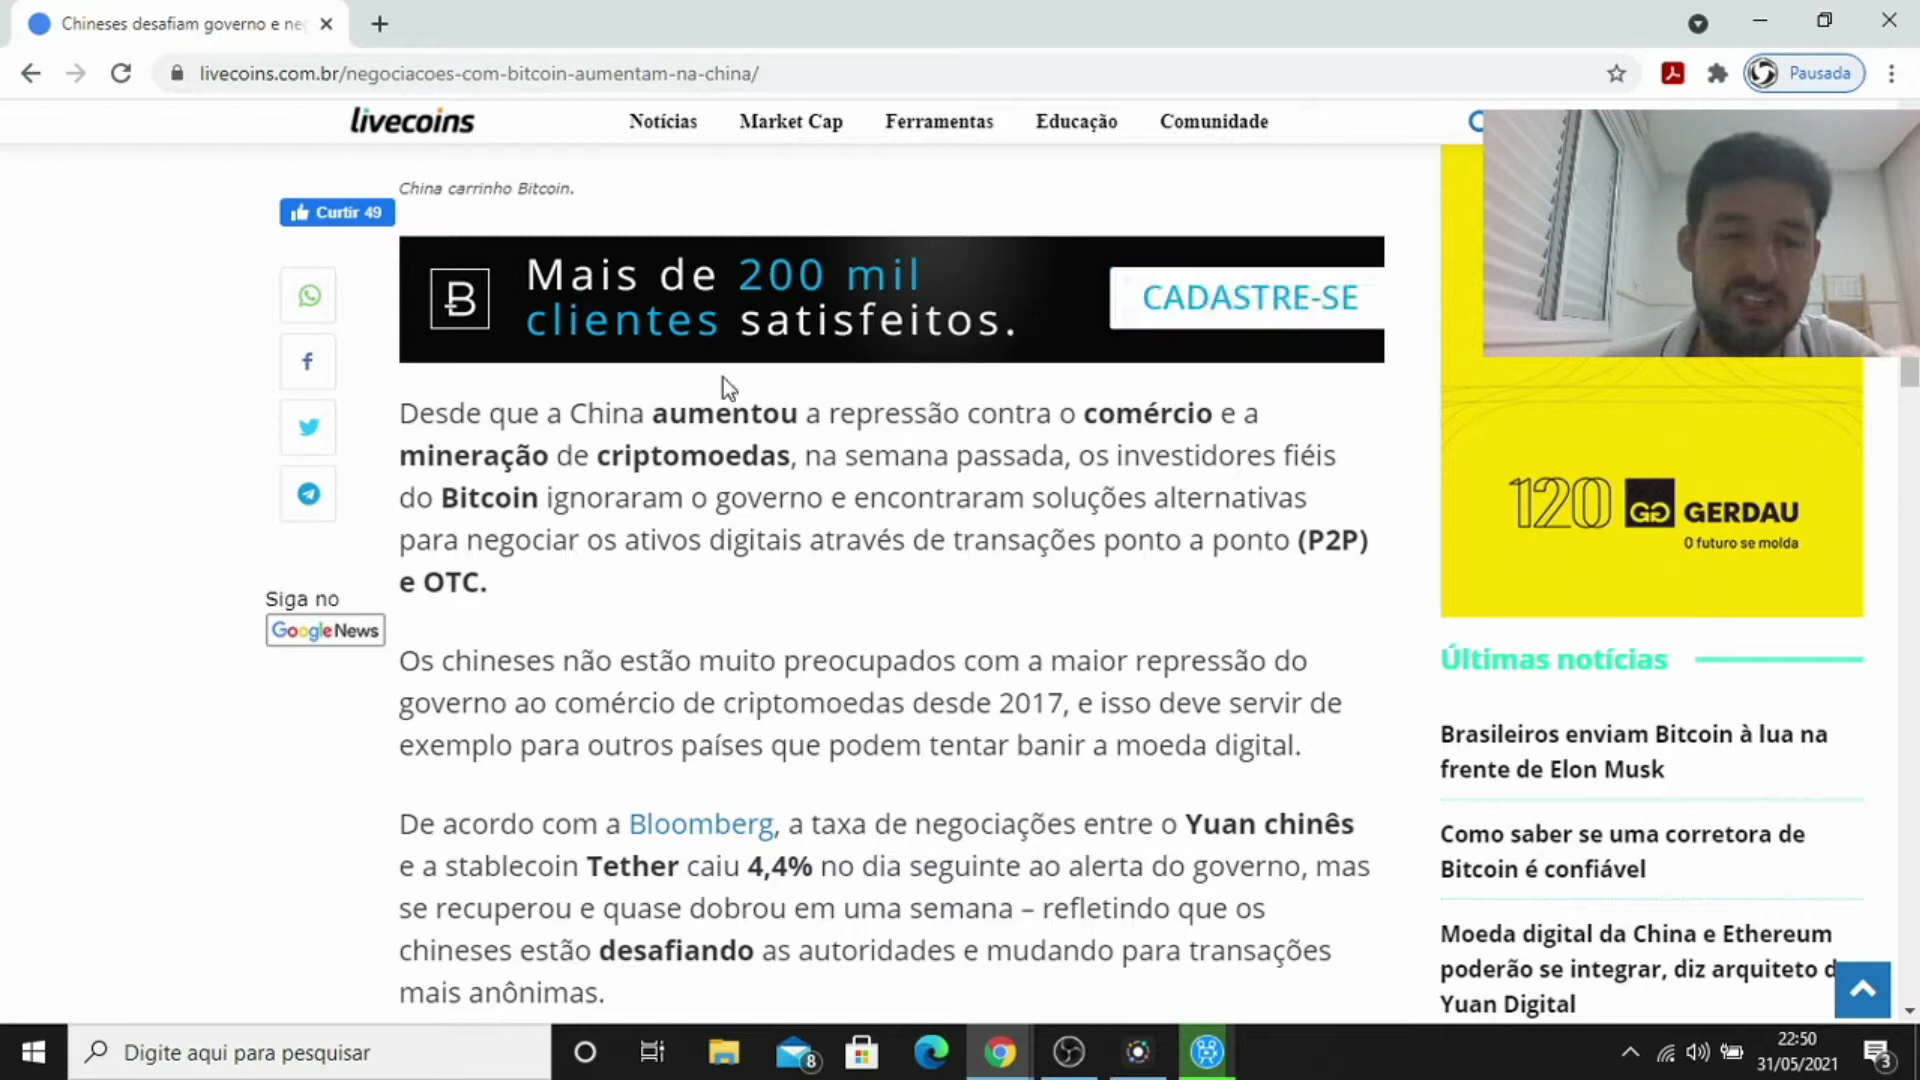 Chineses desafiam governo e ne
livecoins.com.br/negociacoes-com-bitcoin-aumentam-na-china/
Pausada
livecoins
Notícias
Market Cap
Ferramentas
Educação
Comunidade
China carrinho Bitcoin.
Curtir 49
Mais de 200 mil
clientes satisfeitos.
CADASTRE-SE
Desde que a China aumentou a repressão contra o comércio e a
mineração de criptomoedas, na semana passada, os investidores fiéis
do Bitcoin ignoraram o governo e encontraram soluções alternativas
para negociar os ativos digitais através de transações ponto a ponto (P2P)
e OTC.
Siga no
Google News
Os chineses não estão muito preocupados com a maior repressão do
governo ao comércio de criptomoedas desde 2017, e isso deve servir de
exemplo para outros países que podem tentar banir a moeda digital.
De acordo com a Bloomberg, a taxa de negociações entre o Yuan chinês
e a stablecoin Tether caiu 4,4% no dia seguinte ao alerta do governo, mas
se recuperou e quase dobrou em uma semana – refletindo que os
chineses estão desafiando as autoridades e mudando para transações
mais anônimas.
120 GG GERDAU
O futuro se molda
Últimas notícias
Brasileiros enviam Bitcoin à lua na
frente de Elon Musk
Como saber se uma corretora de
Bitcoin é confiável
Moeda digital da China e Ethereum
poderão se integrar, diz arquiteto d
Yuan Digital
Digite aqui para pesquisar
8
22:50
31/05/2021
3